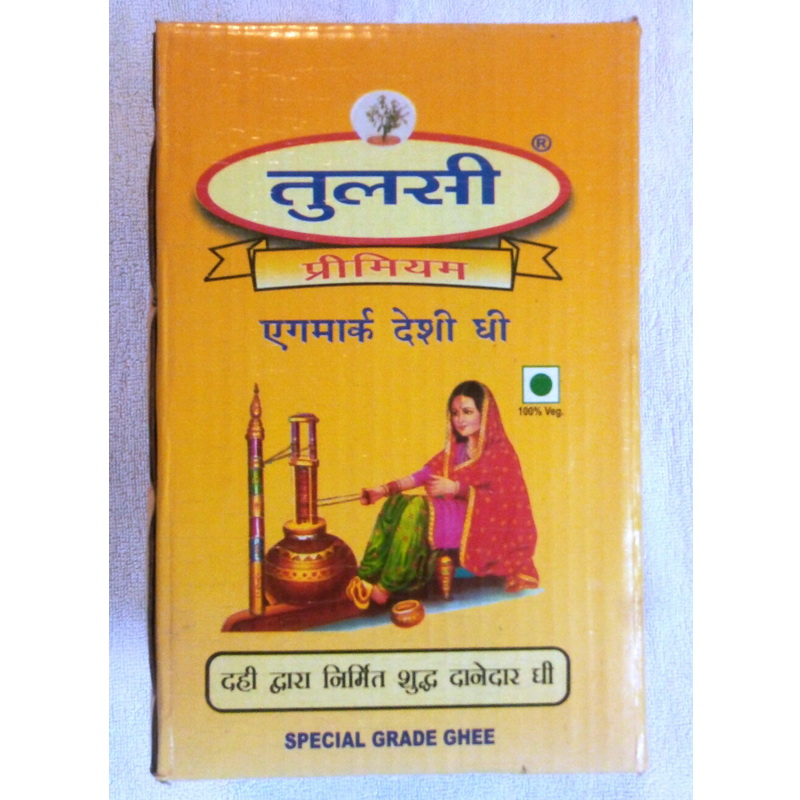 ®
तुलसी
प्रीमियम
एगमार्क देशी घी
100% Veg.
दही द्वारा निर्मित शुद्ध दानेदार घी
SPECIAL GRADE GHEE